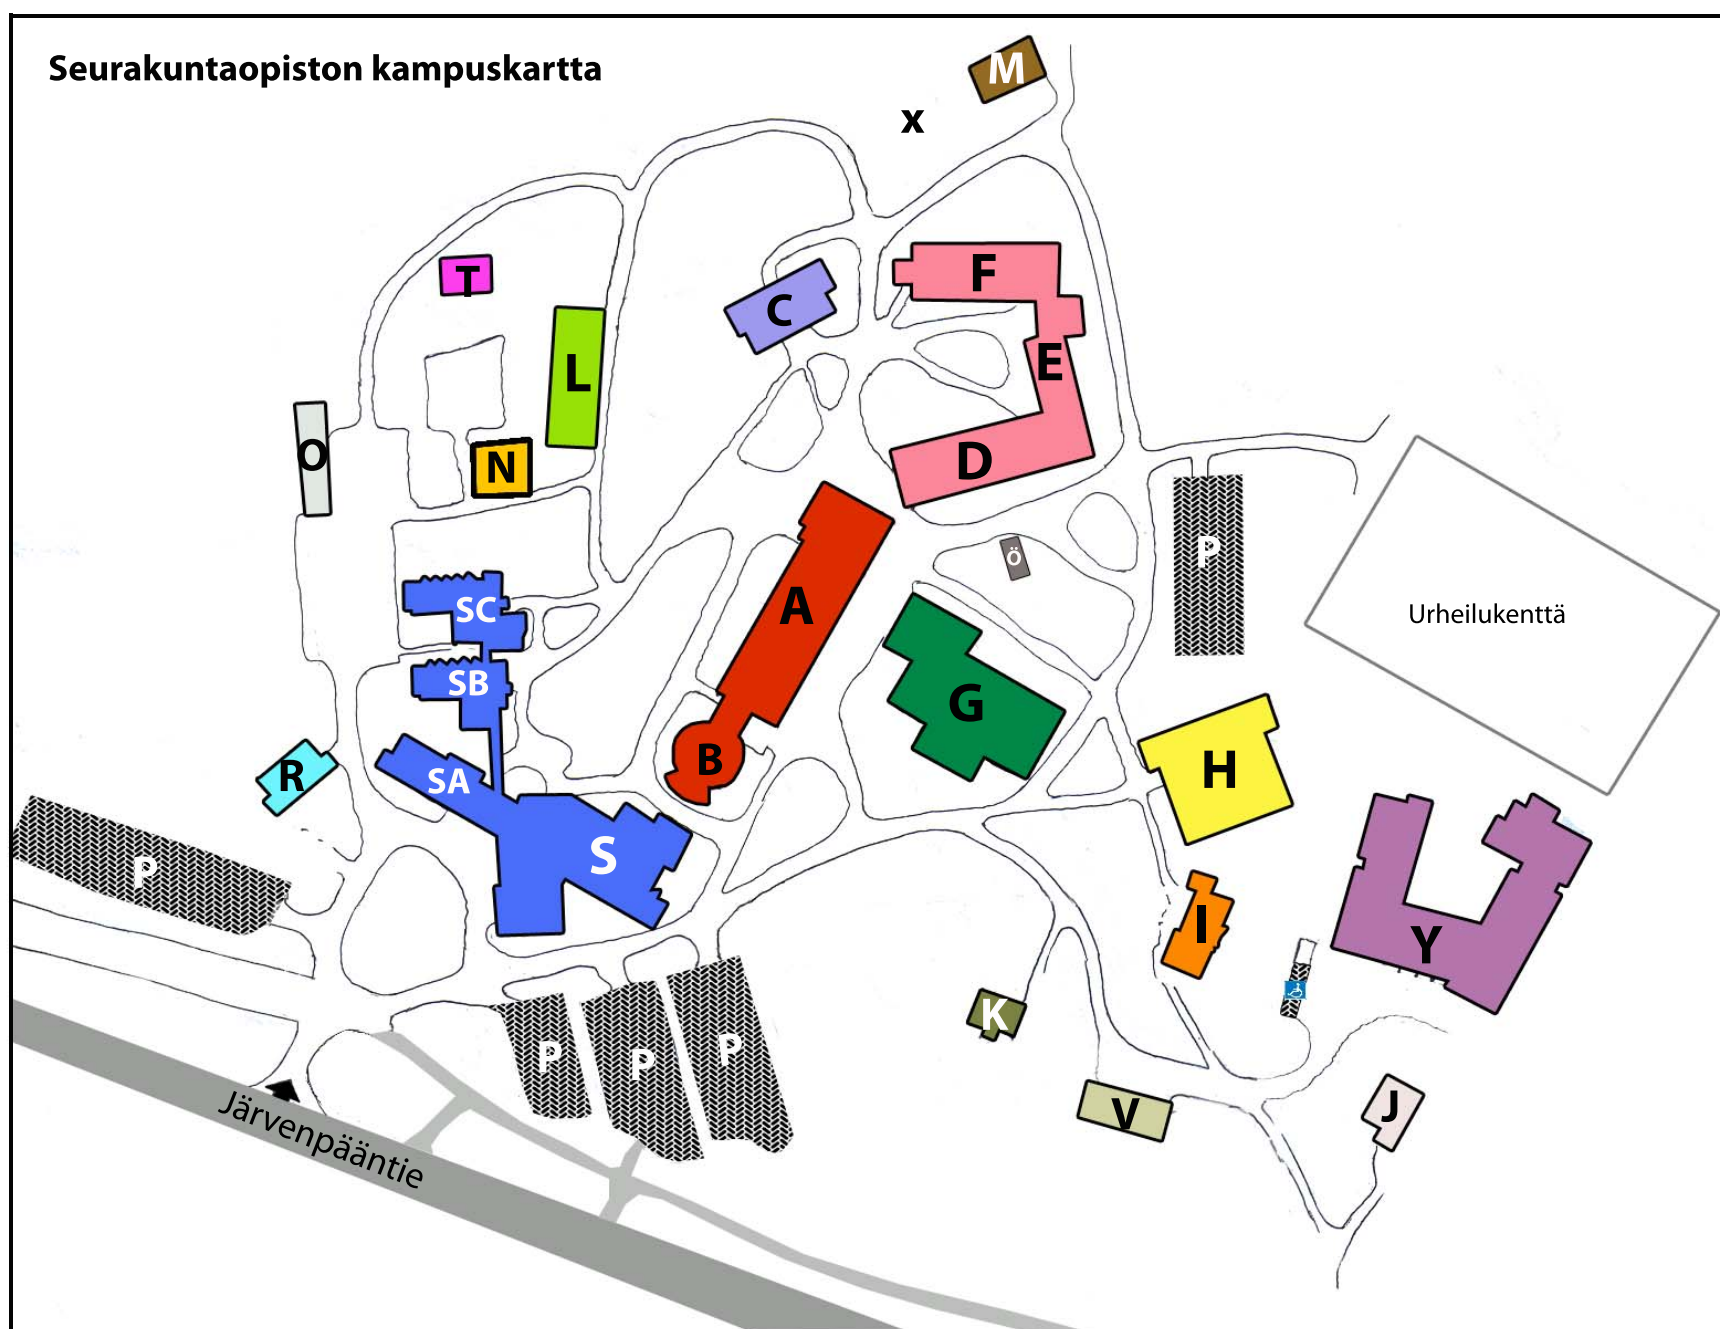 Seurakuntaopiston kampuskartta
M
x
T
C
F
L
E
O
N
D
P
Ö
SC
A
Urheilukenttä
SB
G
R
SA
B
H
P
S
I
Y
K
P
P
P
V
J
Järvenpääntie